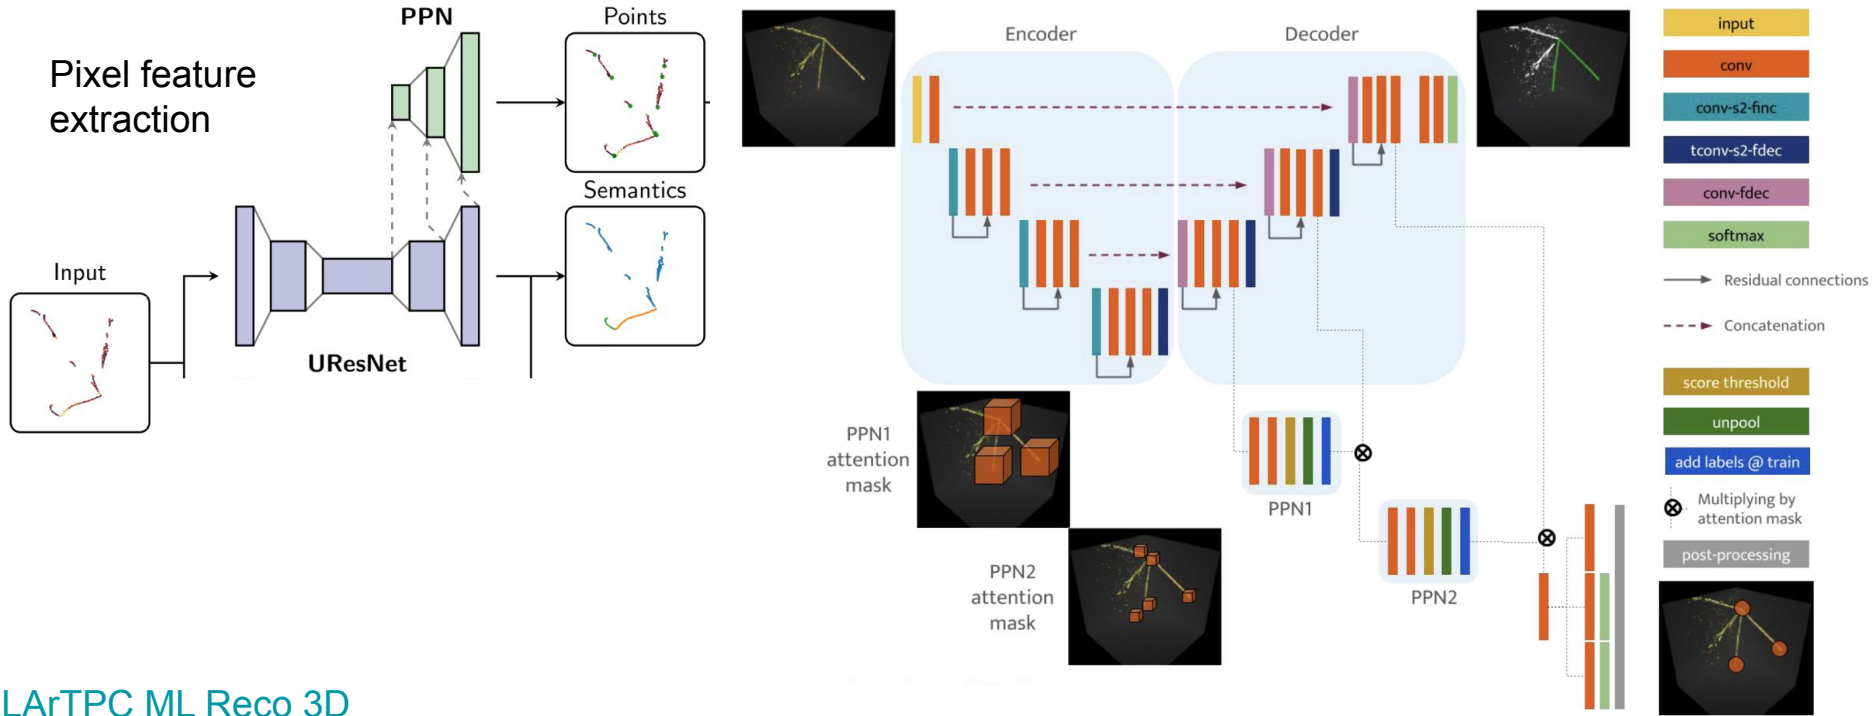 Pixel feature
extraction
PPN
Points
Semantics
Input
UResNet
Encoder
Decoder
PPN1
attention
mask
PPN2
attention
mask
PPN1
PPN2
input
conv
conv-s2-finc
tconv-s2-fdec
conv-fdec
softmax
Residual connections
Concatenation
score threshold
unpool
add labels @ train
Multiplying by
attention mask
post-processing
LArTPC ML Reco 3D